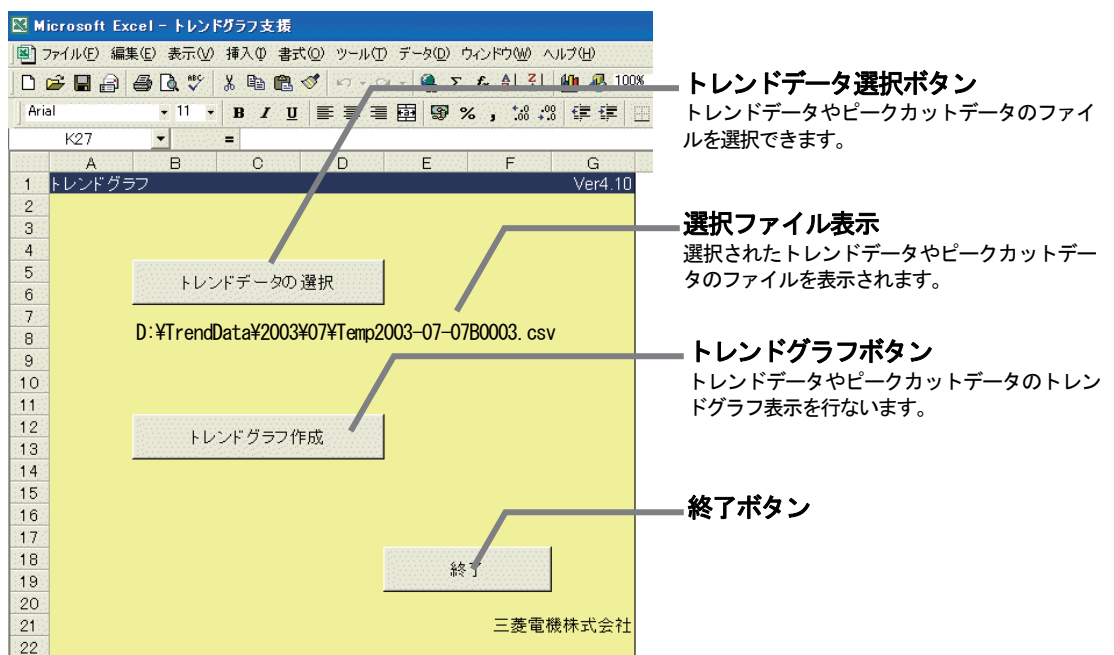 Microsoft Excel - トレンドグラフ支援
ファイル(F) 編集(E) 表示(V) 挿入(I) 書式(O) ツール(T) データ(D) ウィンドウ(W) ヘルプ(H)
100%
Arial 11 B I U
K27 =
A B C D E F G
1 トレンドグラフ Ver4.10
2
3
4
5
トレンドデータの選択
6
7
8 D:¥TrendData¥2003¥07¥Temp2003-07-07B0003.csv
9
10
11
12
トレンドグラフ作成
13
14
15
16
17
18
終了
19
20
21 三菱電機株式会社
22
トレンドデータ選択ボタン
トレンドデータやピークカットデータのファイ
ルを選択できます。
選択ファイル表示
選択されたトレンドデータやピークカットデー
タのファイルを表示されます。
トレンドグラフボタン
トレンドデータやピークカットデータのトレン
ドグラフ表示を行ないます。
終了ボタン